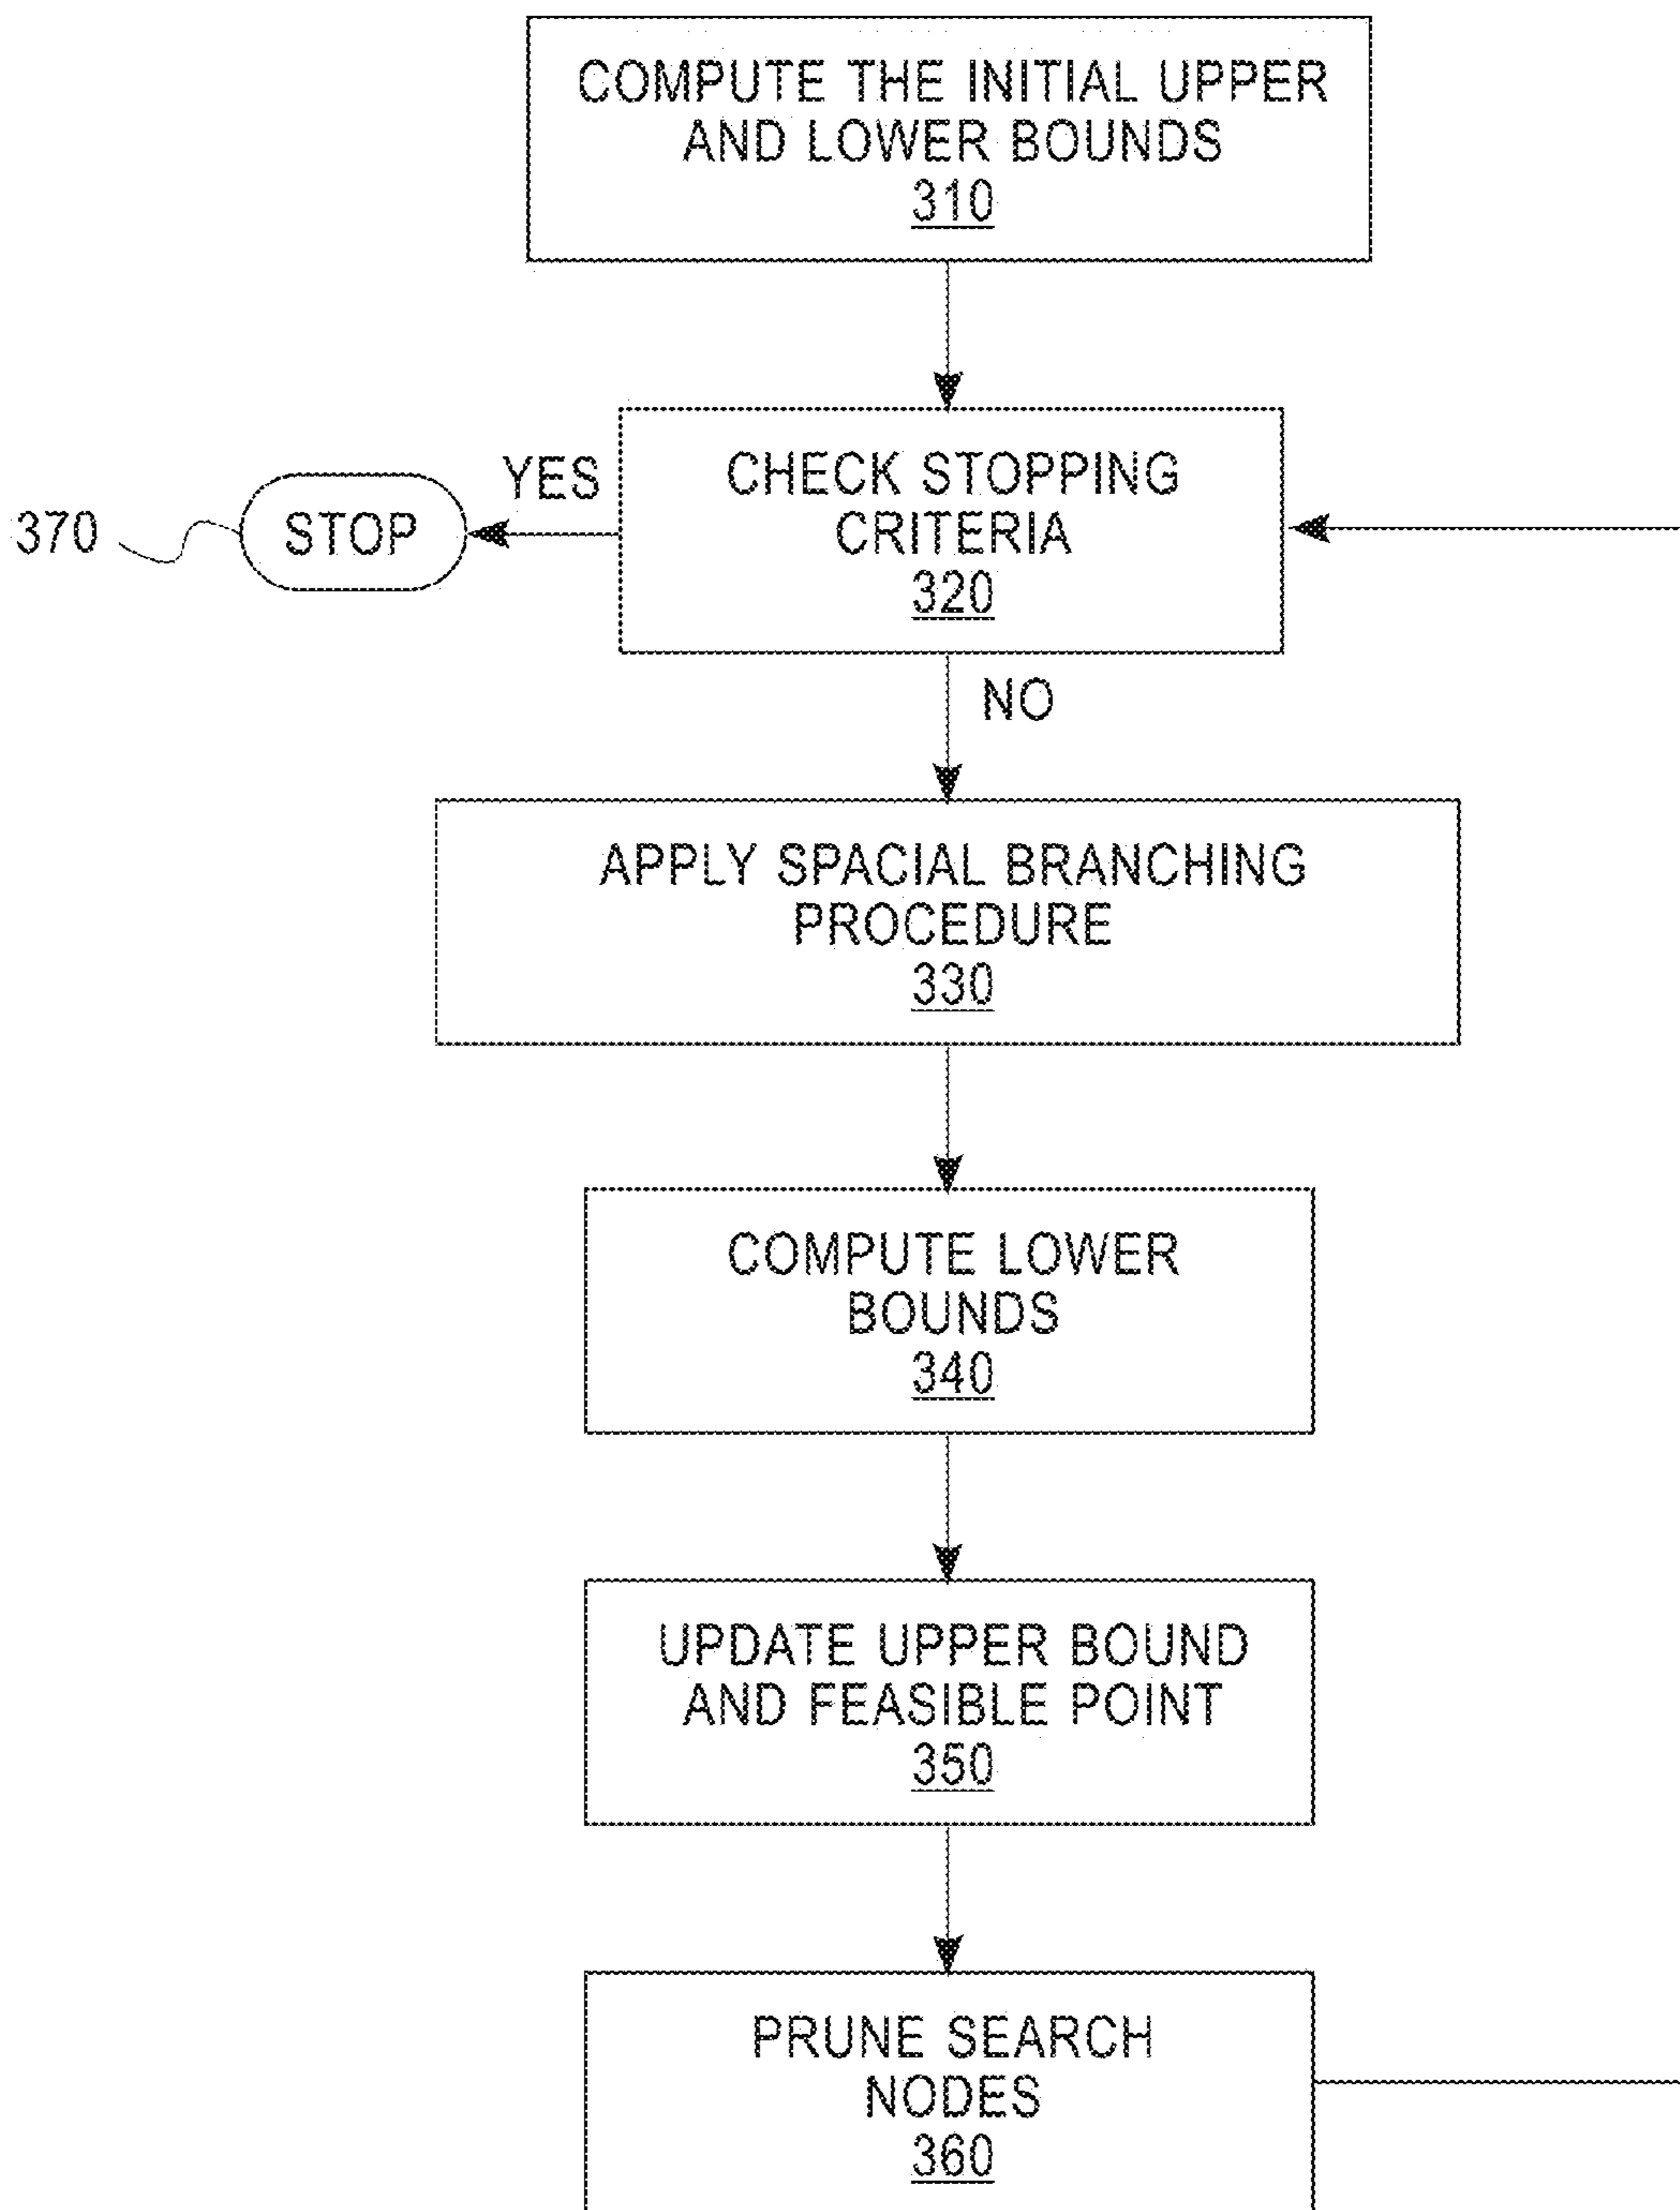 COMPUTE THE INITIAL UPPER
AND LOWER BOUNDS
310
CHECK STOPPING
CRITERIA
320
YES
STOP
370
NO
APPLY SPACIAL BRANCHING
PROCEDURE
330
COMPUTE LOWER
BOUNDS
340
UPDATE UPPER BOUND
AND FEASIBLE POINT
350
PRUNE SEARCH
NODES
360